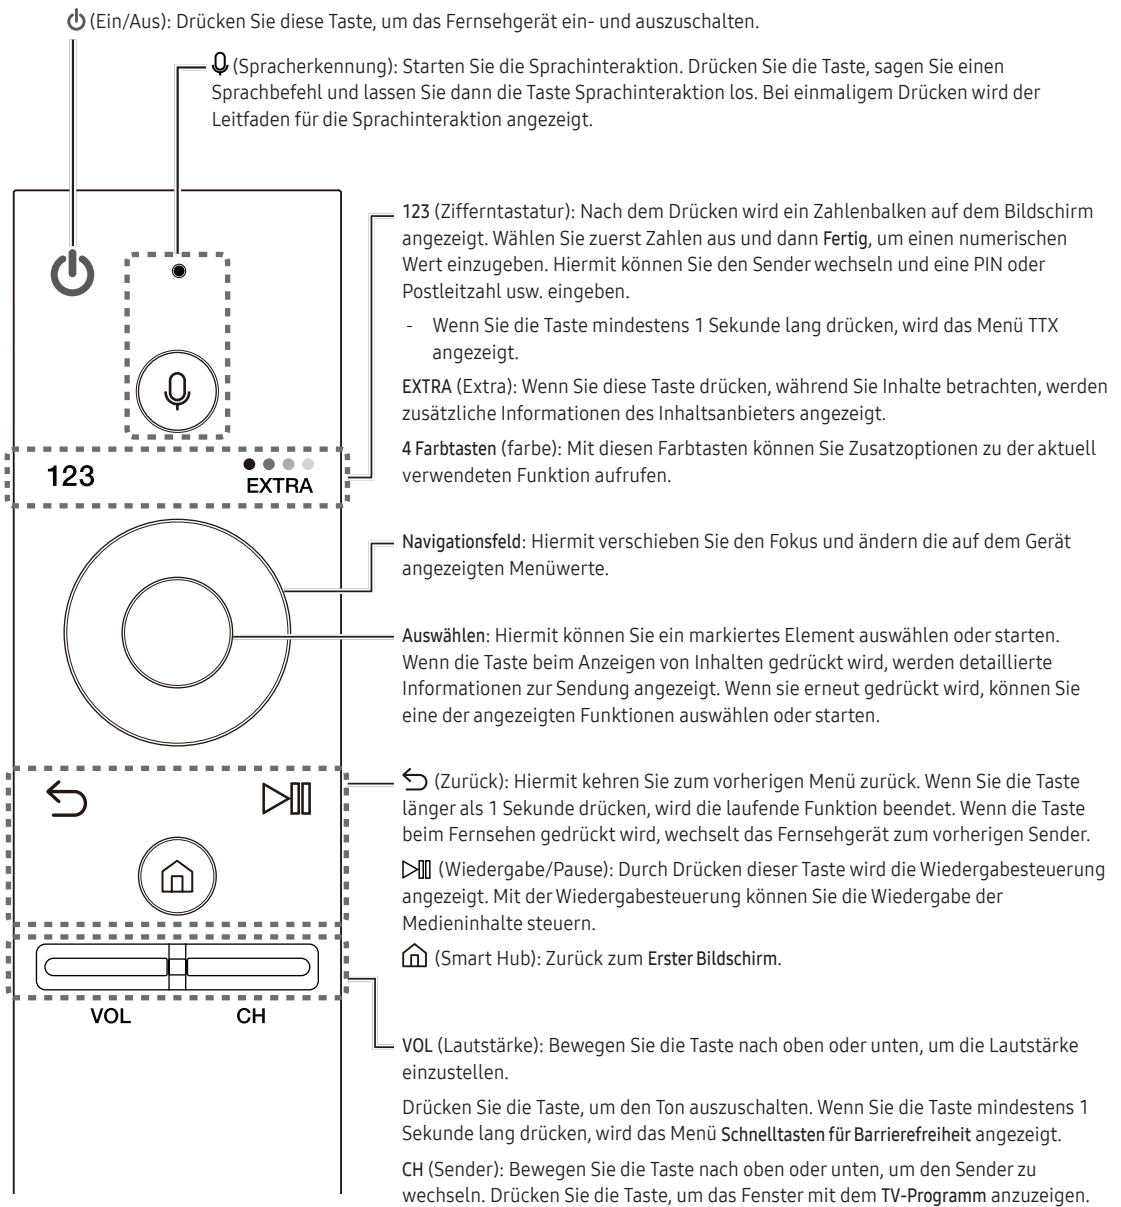 (Ein/Aus): Drücken Sie diese Taste, um das Fernsehgerät ein- und auszuschalten.
(Spracherkennung): Starten Sie die Sprachinteraktion. Drücken Sie die Taste, sagen Sie einen
Sprachbefehl und lassen Sie dann die Taste Sprachinteraktion los. Bei einmaligem Drücken wird der
Leitfaden für die Sprachinteraktion angezeigt.
123 (Zifferntastatur): Nach dem Drücken wird ein Zahlenbalken auf dem Bildschirm
angezeigt. Wählen Sie zuerst Zahlen aus und dann Fertig, um einen numerischen
Wert einzugeben. Hiermit können Sie den Sender wechseln und eine PIN oder
Postleitzahl usw. eingeben.
- Wenn Sie die Taste mindestens 1 Sekunde lang drücken, wird das Menü TTX
angezeigt.
EXTRA (Extra): Wenn Sie diese Taste drücken, während Sie Inhalte betrachten, werden
zusätzliche Informationen des Inhaltsanbieters angezeigt.
4 Farbtasten (farbe): Mit diesen Farbtasten können Sie Zusatzoptionen zu der aktuell
verwendeten Funktion aufrufen.
123
EXTRA
Navigationsfeld: Hiermit verschieben Sie den Fokus und ändern die auf dem Gerät
angezeigten Menüwerte.
Auswählen: Hiermit können Sie ein markiertes Element auswählen oder starten.
Wenn die Taste beim Anzeigen von Inhalten gedrückt wird, werden detaillierte
Informationen zur Sendung angezeigt. Wenn sie erneut gedrückt wird, können Sie
eine der angezeigten Funktionen auswählen oder starten.
(Zurück): Hiermit kehren Sie zum vorherigen Menü zurück. Wenn Sie die Taste
länger als 1 Sekunde drücken, wird die laufende Funktion beendet. Wenn die Taste
beim Fernsehen gedrückt wird, wechselt das Fernsehgerät zum vorherigen Sender.
(Wiedergabe/Pause): Durch Drücken dieser Taste wird die Wiedergabesteuerung
angezeigt. Mit der Wiedergabesteuerung können Sie die Wiedergabe der
Medieninhalte steuern.
(Smart Hub): Zurück zum Erster Bildschirm.
VOL
CH
VOL (Lautstärke): Bewegen Sie die Taste nach oben oder unten, um die Lautstärke
einzustellen.
Drücken Sie die Taste, um den Ton auszuschalten. Wenn Sie die Taste mindestens 1
Sekunde lang drücken, wird das Menü Schnelltasten für Barrierefreiheit angezeigt.
CH (Sender): Bewegen Sie die Taste nach oben oder unten, um den Sender zu
wechseln. Drücken Sie die Taste, um das Fenster mit dem TV-Programm anzuzeigen.